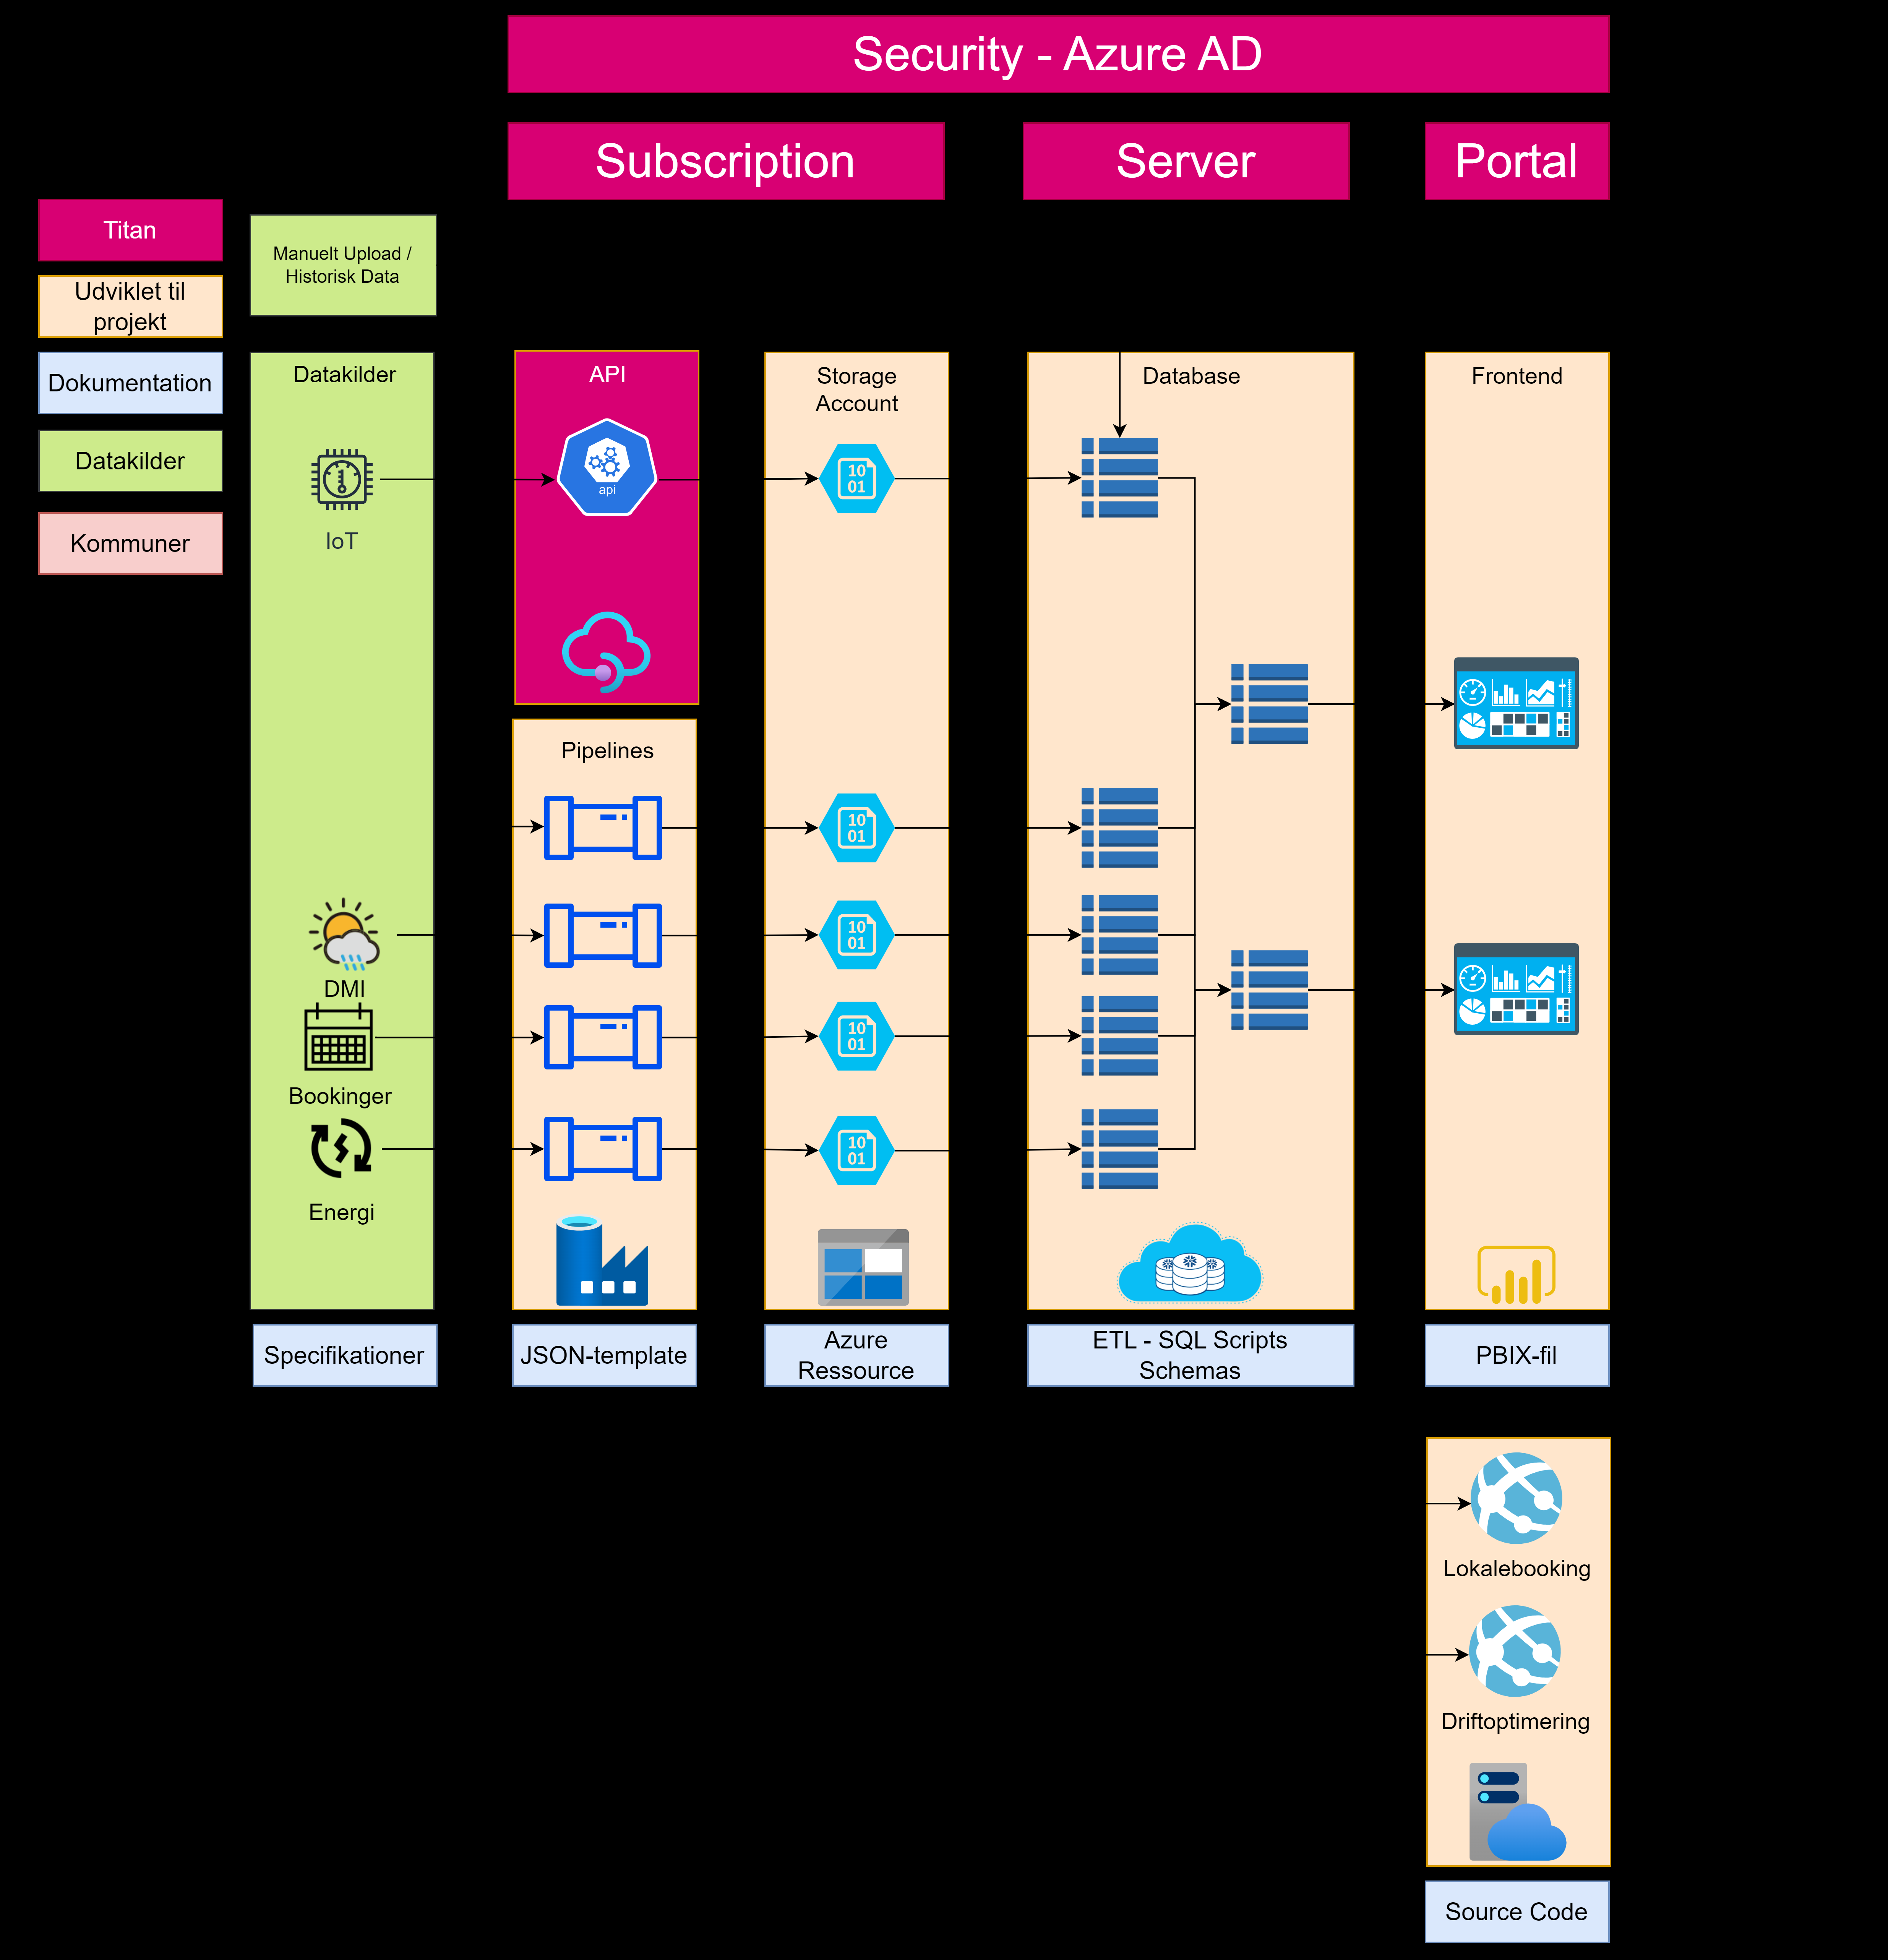 Security - Azure AD
Subscription
Server
Portal
Titan
Udviklet til
projekt
Dokumentation
Datakilder
Kommuner
Manuelt Upload /
Historisk Data
Datakilder
IoT
DMI
Bookinger
Energi
Specifikationer
API
api
Pipelines
JSON-template
Storage
Account
10
01
10
01
10
01
10
01
10
01
Azure
Ressource
Database
ETL - SQL Scripts
Schemas
Frontend
PBIX-fil
Lokalebooking
Driftoptimering
Source Code